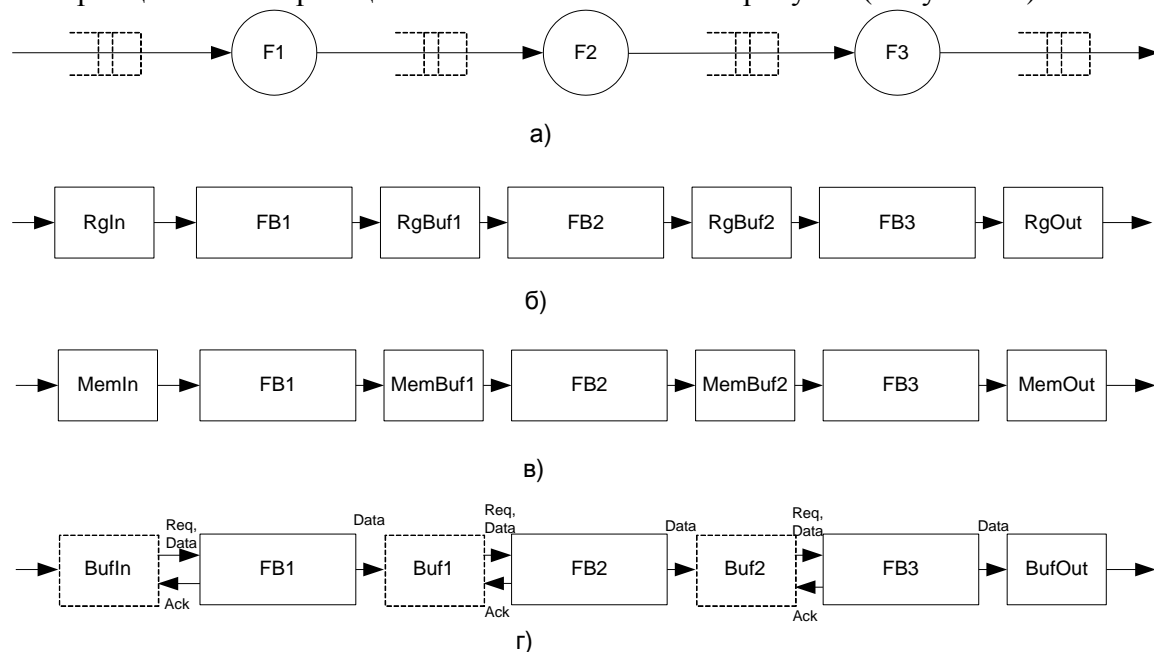 F1 F2 F3
а)
RgIn FB1 RgBuf1 FB2 RgBuf2 FB3 RgOut
б)
MemIn FB1 MemBuf1 FB2 MemBuf2 FB3 MemOut
в)
Req, Data Data Req, Data Data Req, Data Data
BufIn FB1 Buf1 FB2 Buf2 FB3 BufOut
Ack Ack Ack
г)